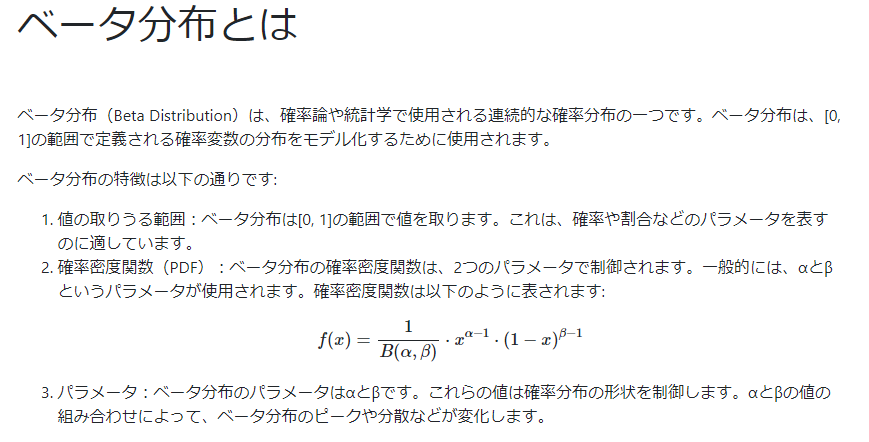 ベータ分布とは
ベータ分布（Beta Distribution）は、確率論や統計学で使用される連続的な確率分布の一つです。ベータ分布は、[0,
1]の範囲で定義される確率変数の分布をモデル化するために使用されます。
ベータ分布の特徴は以下の通りです:
1. 値の取りうる範囲：ベータ分布は[0, 1]の範囲で値を取ります。これは、確率や割合などのパラメータを表す
のに適しています。
2. 確率密度関数（PDF）：ベータ分布の確率密度関数は、2つのパラメータで制御されます。一般的には、αとβ
というパラメータが使用されます。確率密度関数は以下のように表されます:
f(x) = \frac{1}{B(α, β)} · x^{α−1} · (1 − x)^{β−1}
3. パラメータ：ベータ分布のパラメータはαとβです。これらの値は確率分布の形状を制御します。αとβの値の
組み合わせによって、ベータ分布のピークや分散などが変化します。